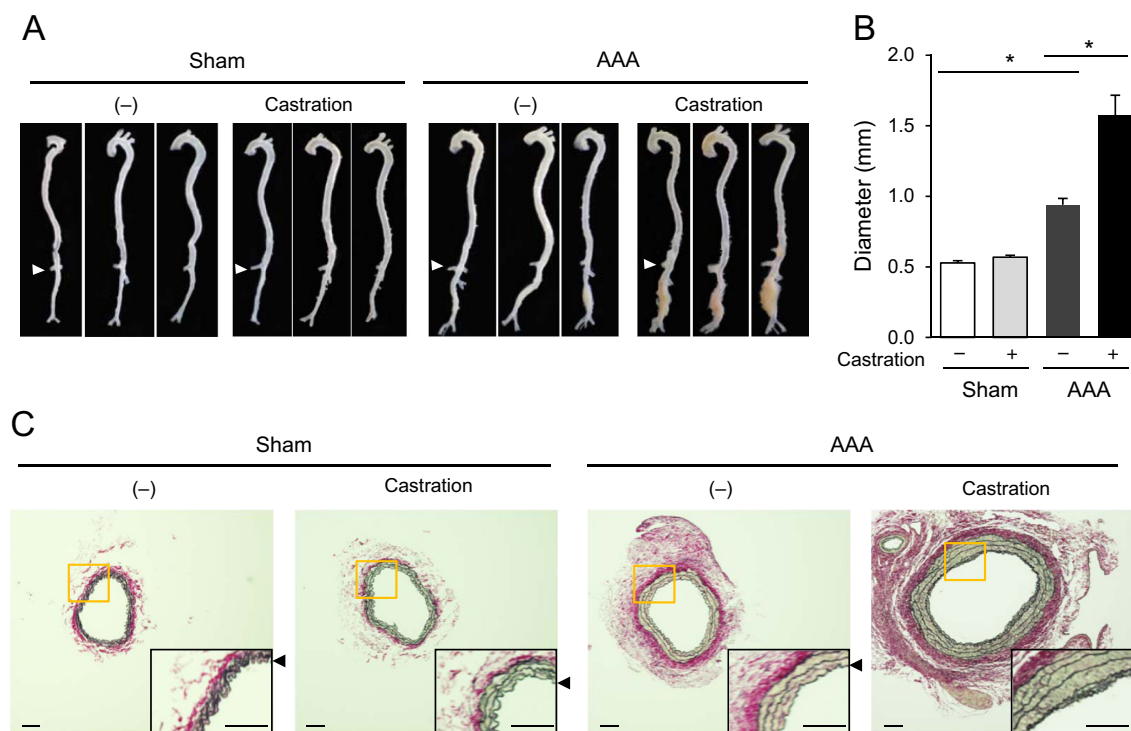 A
Sham
AAA
(–)
Castration
(–)
Castration
B
Diameter (mm)
2.0
1.5
1.0
0.5
0.0
*
*
Castration – + – +
Sham AAA
C
Sham
AAA
(–)
Castration
(–)
Castration